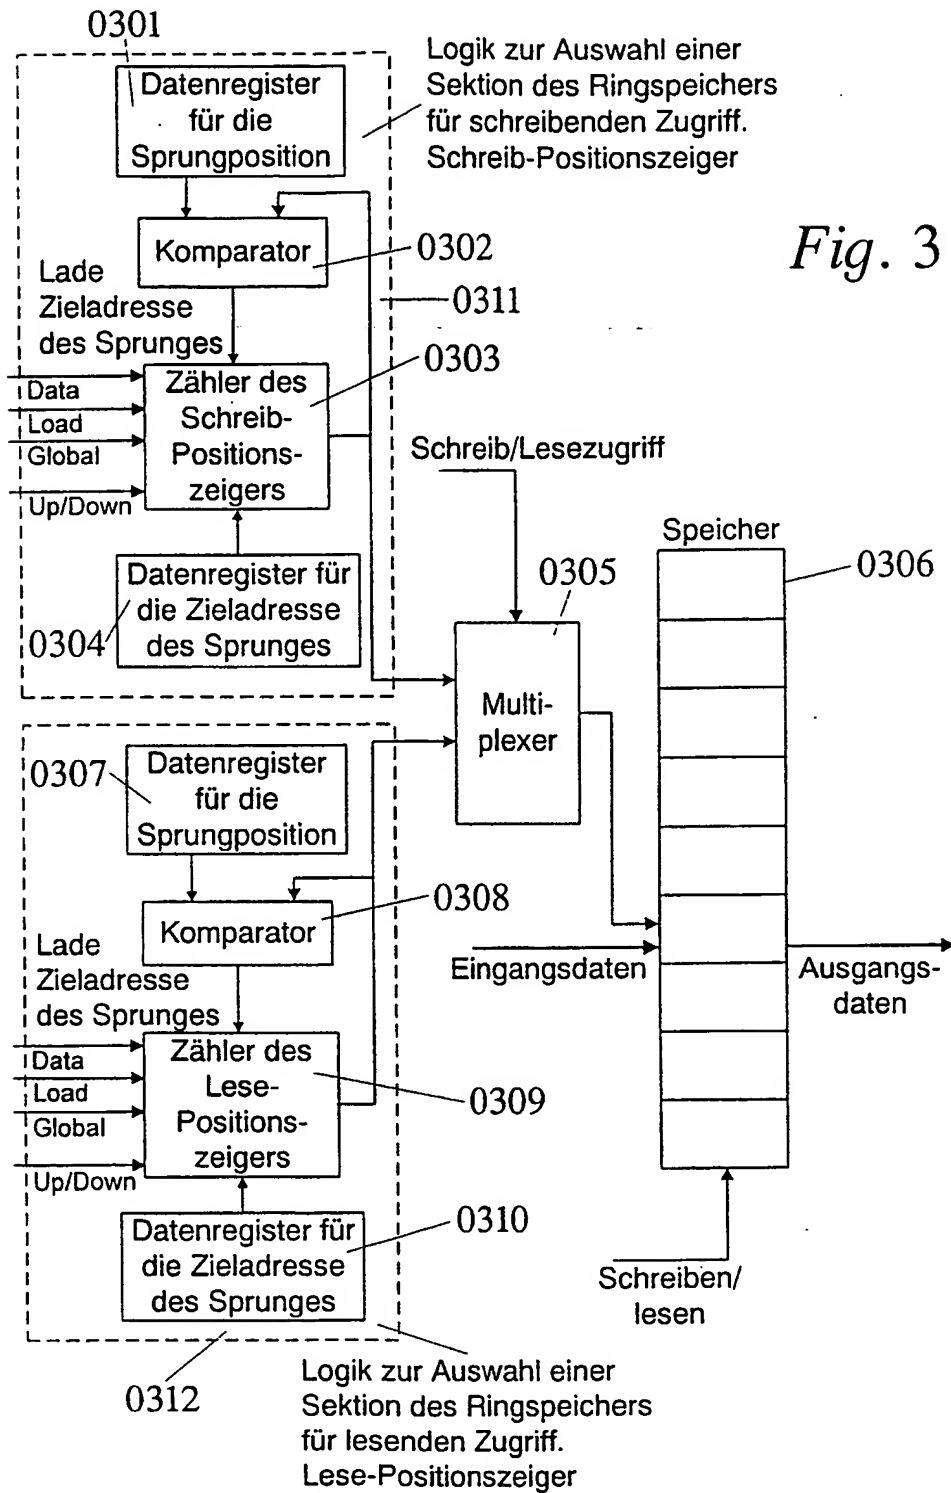 0301
Logik zur Auswahl einer
Sektion des Ringspeichers
für schreibenden Zugriff.
Schreib-Positionszeiger
Datenregister
für die
Sprungposition
Fig. 3
Komparator
0302
0311
Lade
Zieladresse
des Sprunges
0303
Zähler des
Schreib-
Positions-
zeigers
Data
Load
Global
Up/Down
Datenregister für
die Zieladresse
des Sprunges
0304
Schreib/Lesezugriff
0305
Multi-
plexer
Speicher
0306
0307
Datenregister
für die
Sprungposition
Komparator
0308
Lade
Zieladresse
des Sprunges
Zähler des
Lese-
Positions-
zeigers
0309
Data
Load
Global
Up/Down
Eingangsdaten
Ausgangs-
daten
Datenregister für
die Zieladresse
des Sprunges
0310
Schreiben/
lesen
0312
Logik zur Auswahl einer
Sektion des Ringspeichers
für lesenden Zugriff.
Lese-Positionszeiger